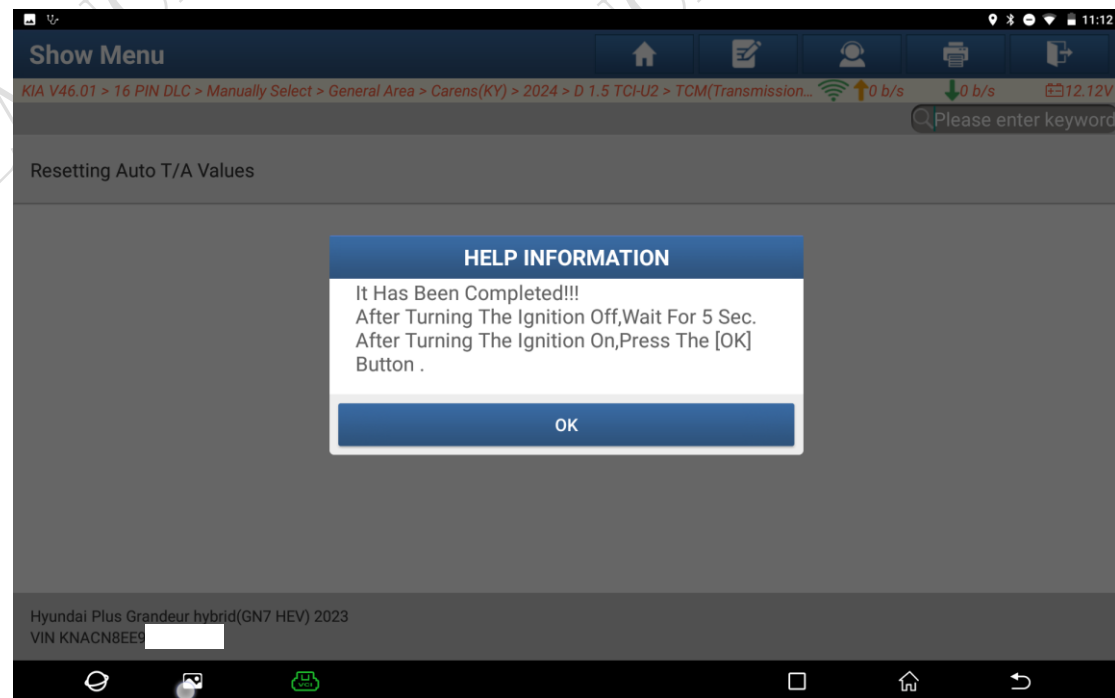 11:12
Show Menu
KIA V46.01 > 16 PIN DLC > Manually Select > General Area > Carens(KY) > 2024 > D 1.5 TCI-U2 > TCM(Transmission... 0 b/s 0 b/s 12.12V
Please enter keyword
Resetting Auto T/A Values
HELP INFORMATION
It Has Been Completed!!!
After Turning The Ignition Off,Wait For 5 Sec.
After Turning The Ignition On,Press The [OK]
Button .
OK
Hyundai Plus Grandeur hybrid(GN7 HEV) 2023
VIN KNACN8EE9
VCI